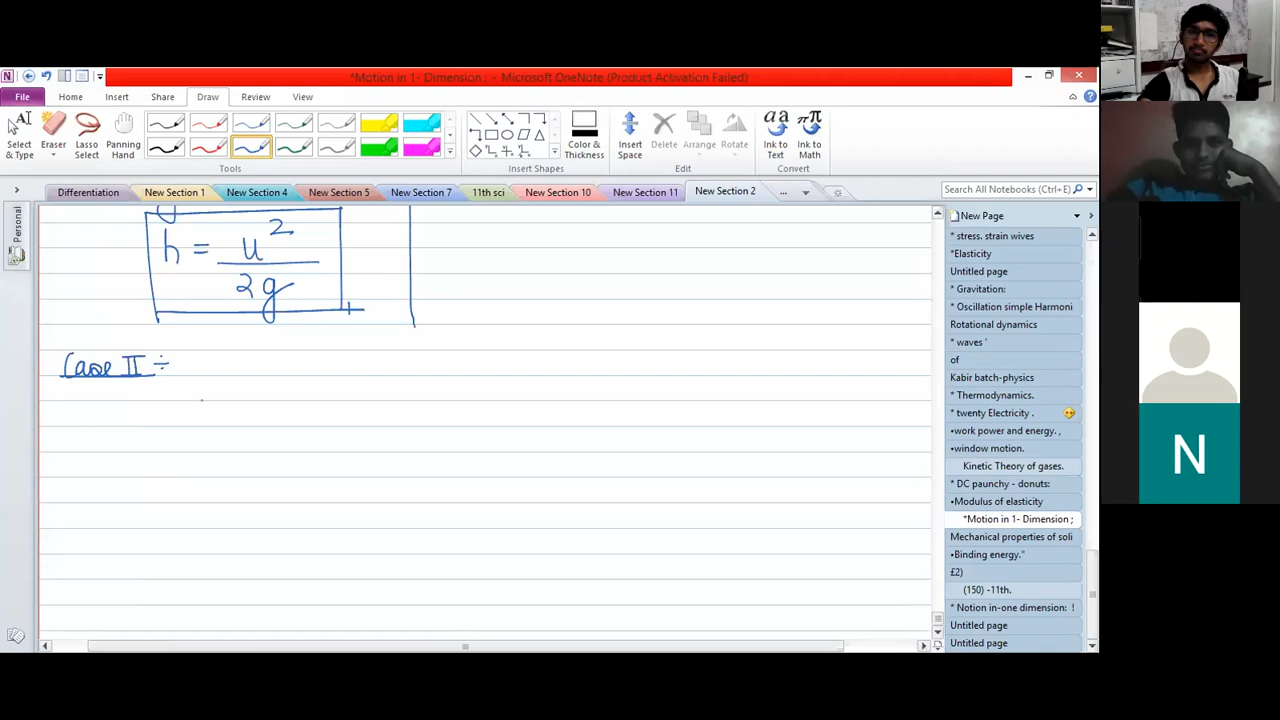 *Motion in 1- Dimension ; - Microsoft OneNote (Product Activation Failed)
File Home Insert Share Draw Review View
Select & Type
Eraser
Lasso Select
Panning Hand
Color & Thickness
Insert Space
Delete
Arrange
Rotate
Ink to Text
Ink to Math
Tools
Insert Shapes
Edit
Convert
Differentiation New Section 1 New Section 4 New Section 5 New Section 7 11th sci New Section 10 New Section 11 New Section 2 ...
Search All Notebooks (Ctrl+E)
Personal
h = u²/2g
Case II ÷
New Page
* stress. strain wives
*Elasticity
Untitled page
* Gravitation:
* Oscillation simple Harmoni
Rotational dynamics
* waves '
of
Kabir batch-physics
* Thermodynamics.
* twenty Electricity .
•work power and energy. ,
•window motion.
Kinetic Theory of gases.
* DC paunchy - donuts:
•Modulus of elasticity
*Motion in 1- Dimension ;
Mechanical properties of soli
•Binding energy."
£2)
(150) -11th.
* Notion in-one dimension: !
Untitled page
Untitled page
N